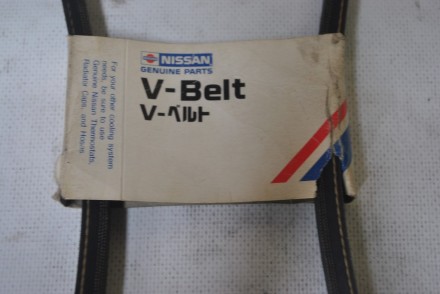 NISSAN
GENUINE PARTS
V-Belt
V-ベルト
For your other cooling system
needs, be sure to use
Genuine Nissan Thermostats,
Radiator Caps, and Hoses